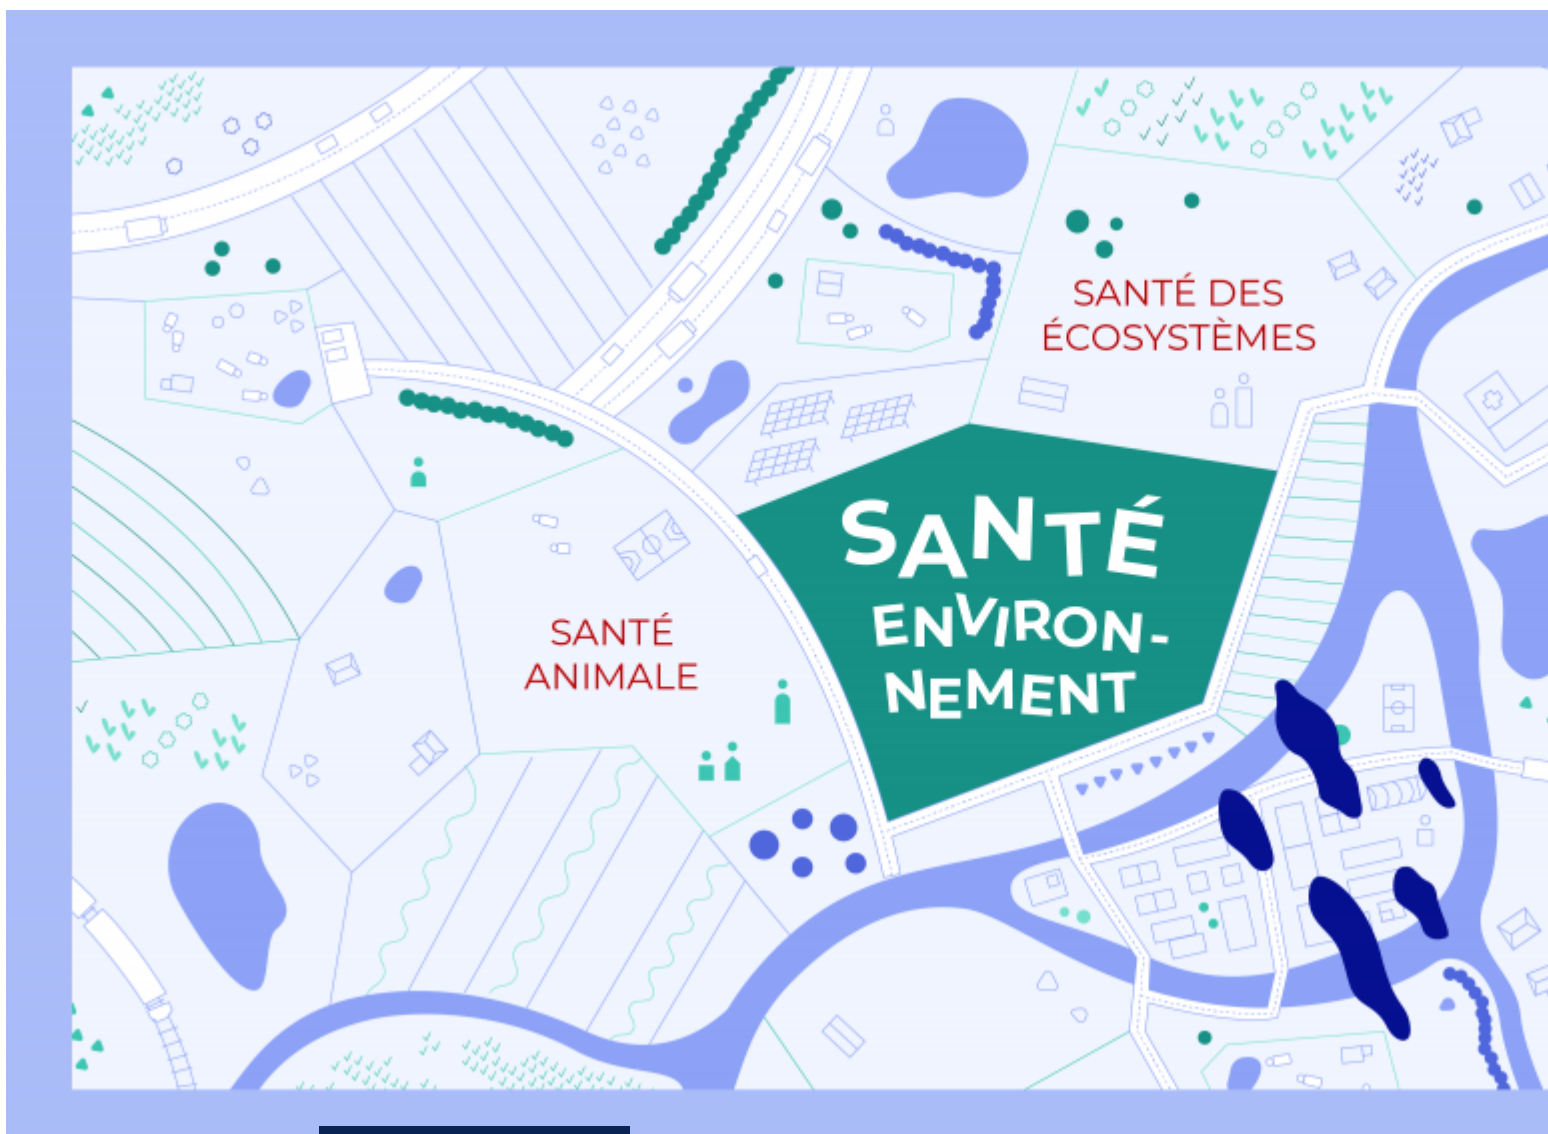 SANTÉ DES
ÉCOSYSTÈMES
SANTÉ
ENVIRON-
NEMENT
SANTÉ
ANIMALE